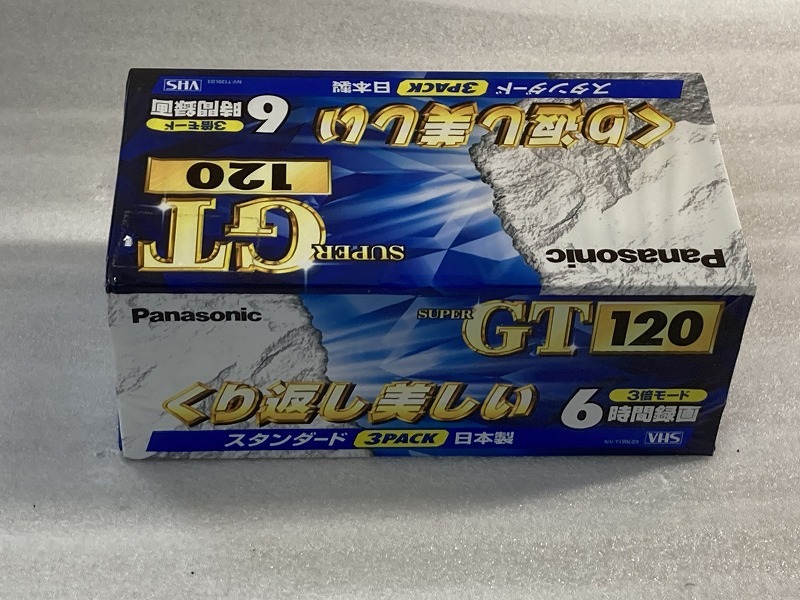 VHS
日本製 3PACK スタンダード
3倍モード
6時間録画
くり返し美しい
120
SUPER GT
Panasonic
Panasonic
SUPER GT 120
くり返し美しい
3倍モード
6時間録画
スタンダード 3PACK 日本製
VHS